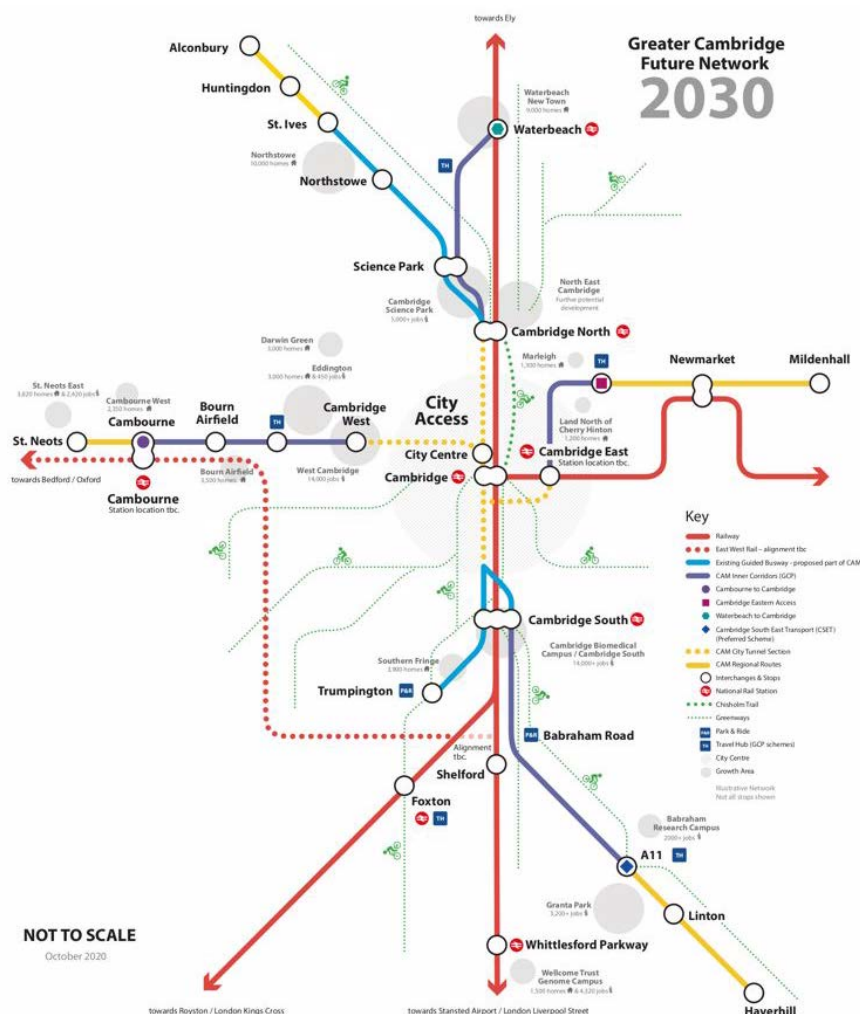 towards Ely
Greater Cambridge
Future Network
2030
Alconbury
Huntingdon
St. Ives
Waterbeach
New Town
9,000 homes
Waterbeach
TH
Northstowe
10,000 homes
Northstowe
Science Park
Cambridge
Science Park
5,000+ jobs
North East
Cambridge
Further potential
development
Cambridge North
Darwin Green
3,000 homes
Marleigh
1,300 homes
TH
Newmarket
Mildenhall
Eddington
3,000 homes & 450 jobs
St. Neots East
3,820 homes & 2,420 jobs
Cambourne West
2,350 homes
Cambourne
Bourn
Airfield
TH
Cambridge
West
City
Access
Land North of
Cherry Hinton
1,200 homes
St. Neots
City Centre
Cambridge East
Station location tbc.
towards Bedford / Oxford
Bourn Airfield
3,500 homes
West Cambridge
14,000 jobs
Cambridge
Cambourne
Station location tbc.
Key
Railway
East West Rail – alignment tbc
Existing Guided Busway - proposed part of CAM
CAM Inner Corridors (GCP)
Cambourne to Cambridge
Cambridge Eastern Access
Waterbeach to Cambridge
Cambridge South East Transport (CSET)
(Preferred Scheme)
CAM City Tunnel Section
CAM Regional Routes
Interchanges & Stops
National Rail Station
Chisholm Trail
Greenways
P&R
Park & Ride
TH
Travel Hub (GCP schemes)
City Centre
Growth Area
Illustrative Network
Not all stops shown
Cambridge South
Cambridge Biomedical
Campus / Cambridge South
14,000+ jobs
Southern Fringe
3,900 homes
Trumpington
P&R
P&R
Babraham Road
Alignment
tbc.
Shelford
Foxton
TH
Babraham
Research Campus
2000+ jobs
A11
TH
Granta Park
3,200+ jobs
Linton
NOT TO SCALE
October 2020
Whittlesford Parkway
Wellcome Trust
Genome Campus
1,500 homes & 4,320 jobs
Haverhill
towards Royston / London Kings Cross
towards Stansted Airport / London Liverpool Street